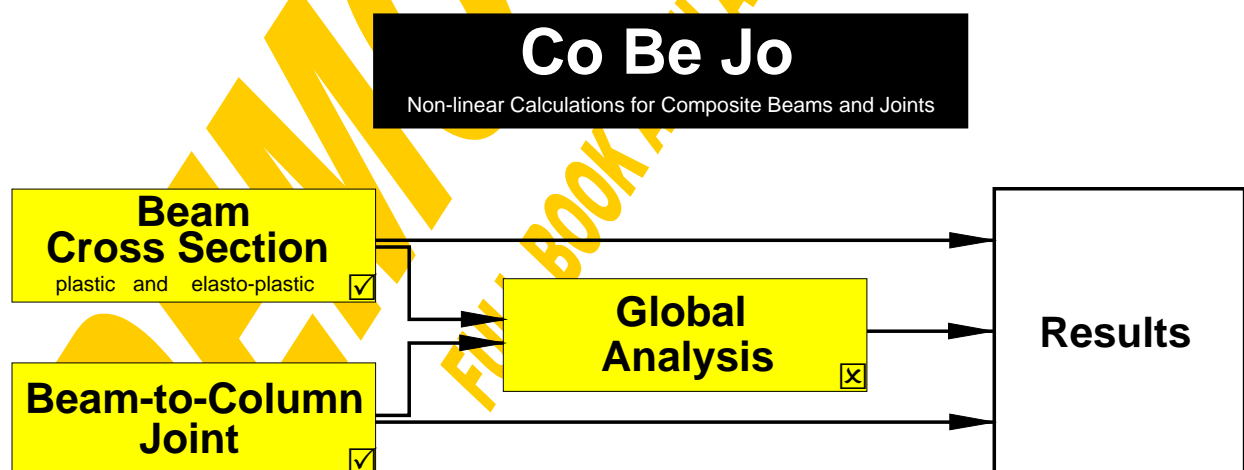 Co Be Jo
Non-linear Calculations for Composite Beams and Joints
Beam
Cross Section
plastic and elasto-plastic
Global
Analysis
Results
Beam-to-Column
Joint
BOOK